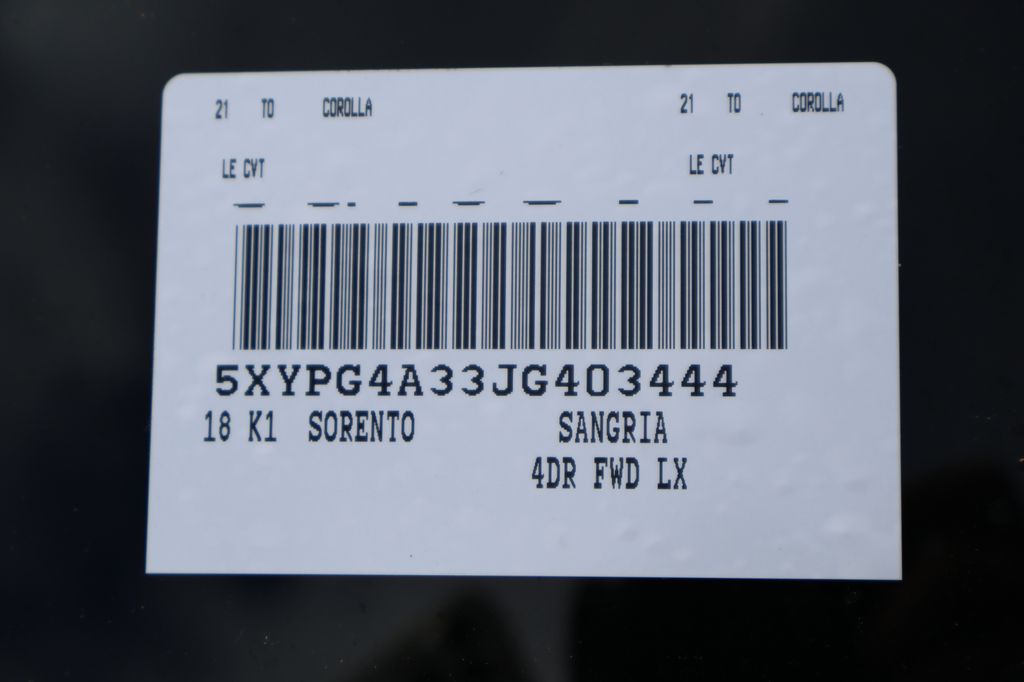 21 TO COROLLA 21 TO COROLLA
LE CVT LE CVT
5XYPG4A33JG403444
18 K1 SORENTO SANGRIA
4DR FWD LX